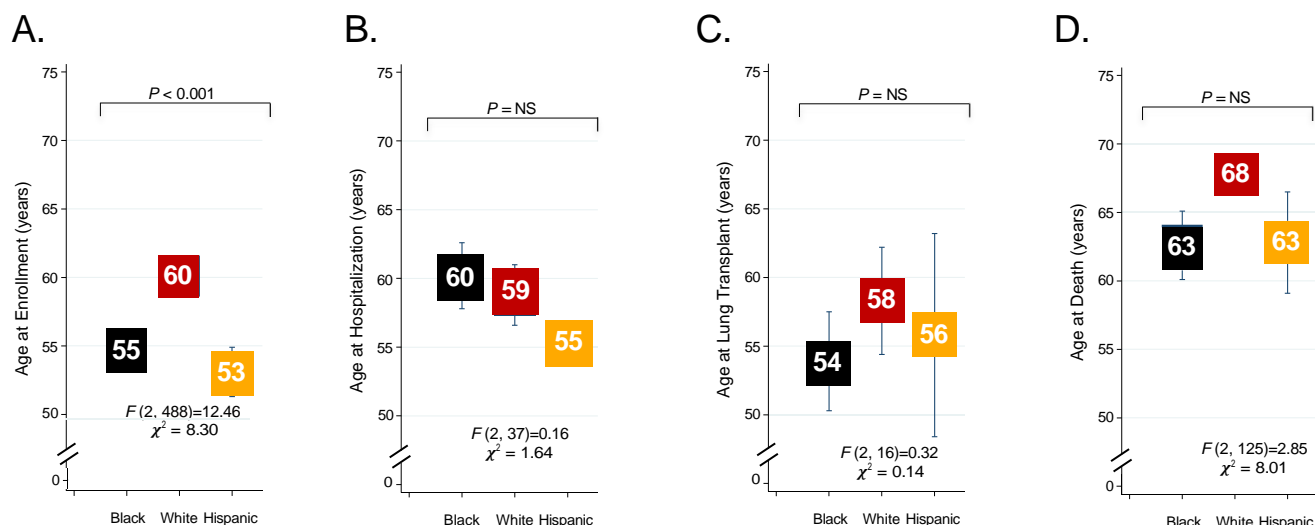 A.
Age at Enrollment (years)
75
70
65
60
55
50
0
P < 0.001
60
55
53
F (2, 488)=12.46
χ² = 8.30
Black White Hispanic
B.
Age at Hospitalization (years)
75
70
65
60
55
50
0
P = NS
60
59
55
F (2, 37)=0.16
χ² = 1.64
Black White Hispanic
C.
Age at Lung Transplant (years)
75
70
65
60
55
50
0
P = NS
58
56
54
F (2, 16)=0.32
χ² = 0.14
Black White Hispanic
D.
Age at Death (years)
75
70
65
60
55
50
0
P = NS
68
63
63
F (2, 125)=2.85
χ² = 8.01
Black White Hispanic